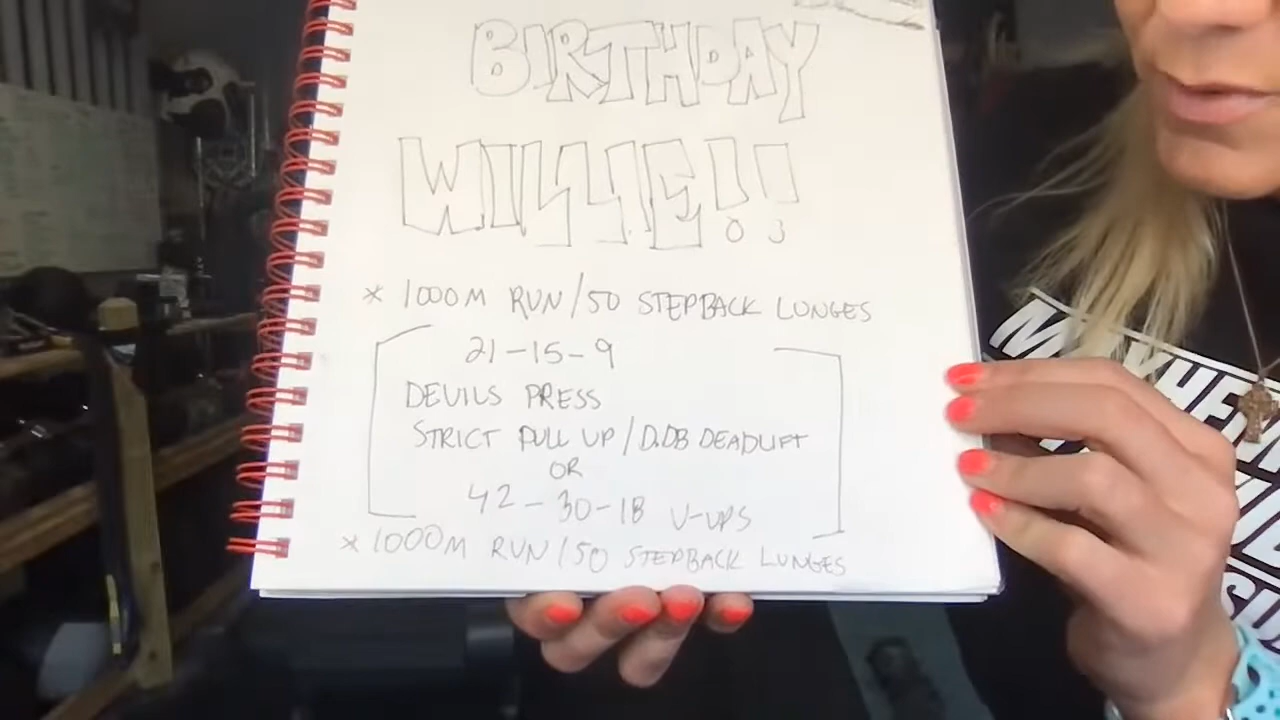 BIRTHDAY
WILLIE!!
* 1000M RUN/50 STEPBACK LUNGES
21-15-9
DEVILS PRESS
STRICT PULL UP/D.DB DEADLIFT
OR
42-30-18 V-UPS
* 1000M RUN/50 STEPBACK LUNGES
MAYHEM